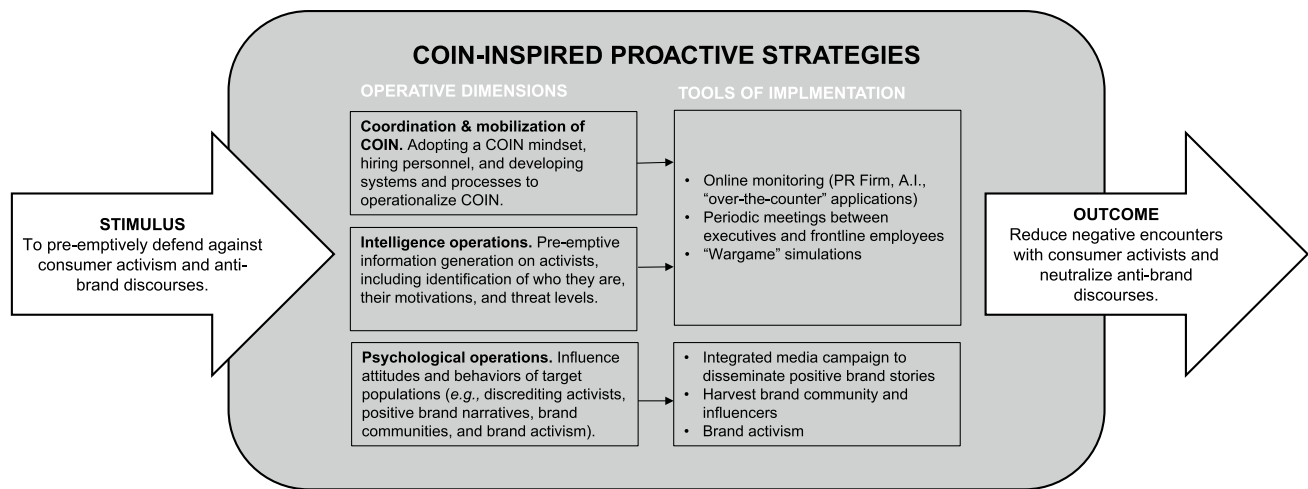 COIN-INSPIRED PROACTIVE STRATEGIES
OPERATIVE DIMENSIONS
TOOLS OF IMPLMENTATION
STIMULUS
To pre-emptively defend against
consumer activism and anti-
brand discourses.
Coordination & mobilization of
COIN. Adopting a COIN mindset,
hiring personnel, and developing
systems and processes to
operationalize COIN.
Intelligence operations. Pre-emptive
information generation on activists,
including identification of who they are,
their motivations, and threat levels.
Psychological operations. Influence
attitudes and behaviors of target
populations (e.g., discrediting activists,
positive brand narratives, brand
communities, and brand activism).
• Online monitoring (PR Firm, A.I.,
“over-the-counter” applications)
• Periodic meetings between
executives and frontline employees
• “Wargame” simulations
• Integrated media campaign to
disseminate positive brand stories
• Harvest brand community and
influencers
• Brand activism
OUTCOME
Reduce negative encounters
with consumer activists and
neutralize anti-brand
discourses.